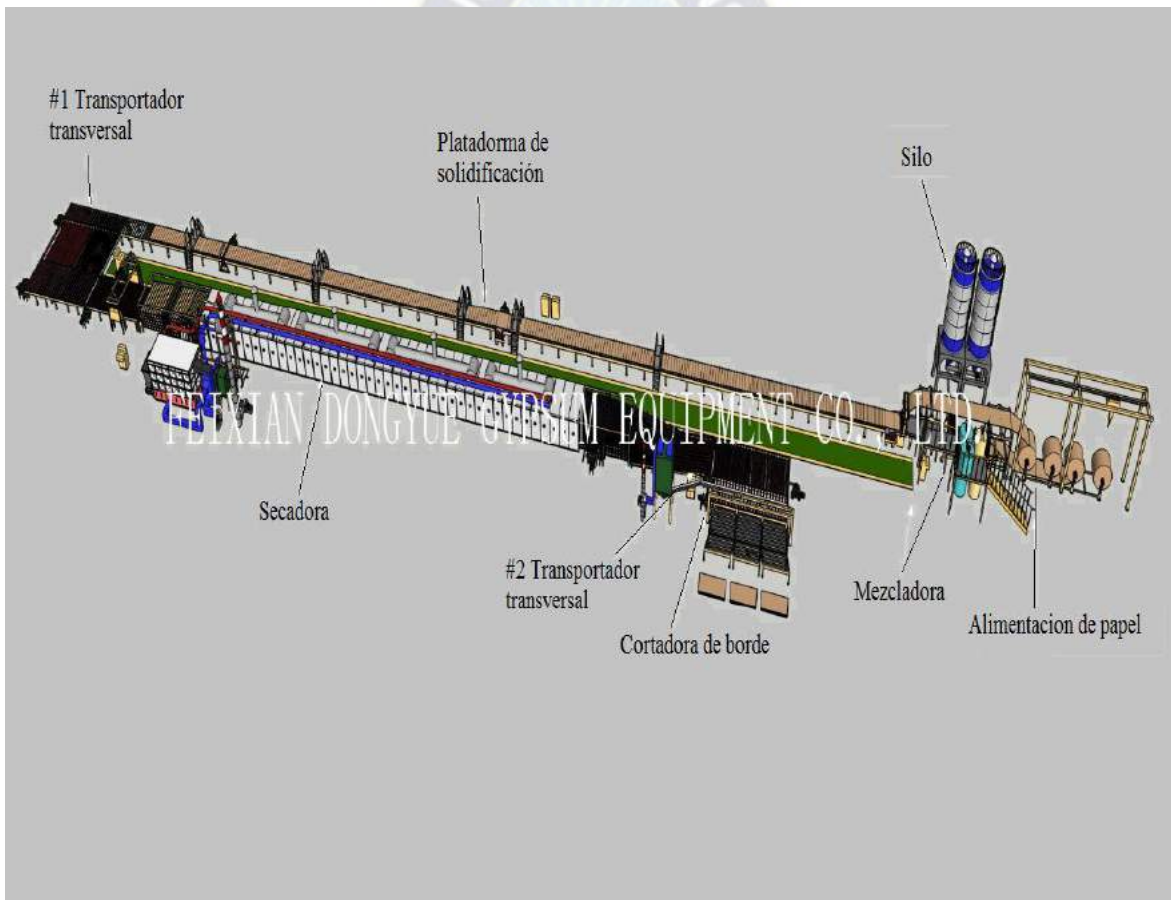 #1 Transportador
transversal
Platadorma de
solidificación
Silo
FEIXIAN DONGYUE GYPSUM EQUIPMENT CO., LTD.
Secadora
#2 Transportador
transversal
Cortadora de borde
Mezcladora
Alimentacion de papel